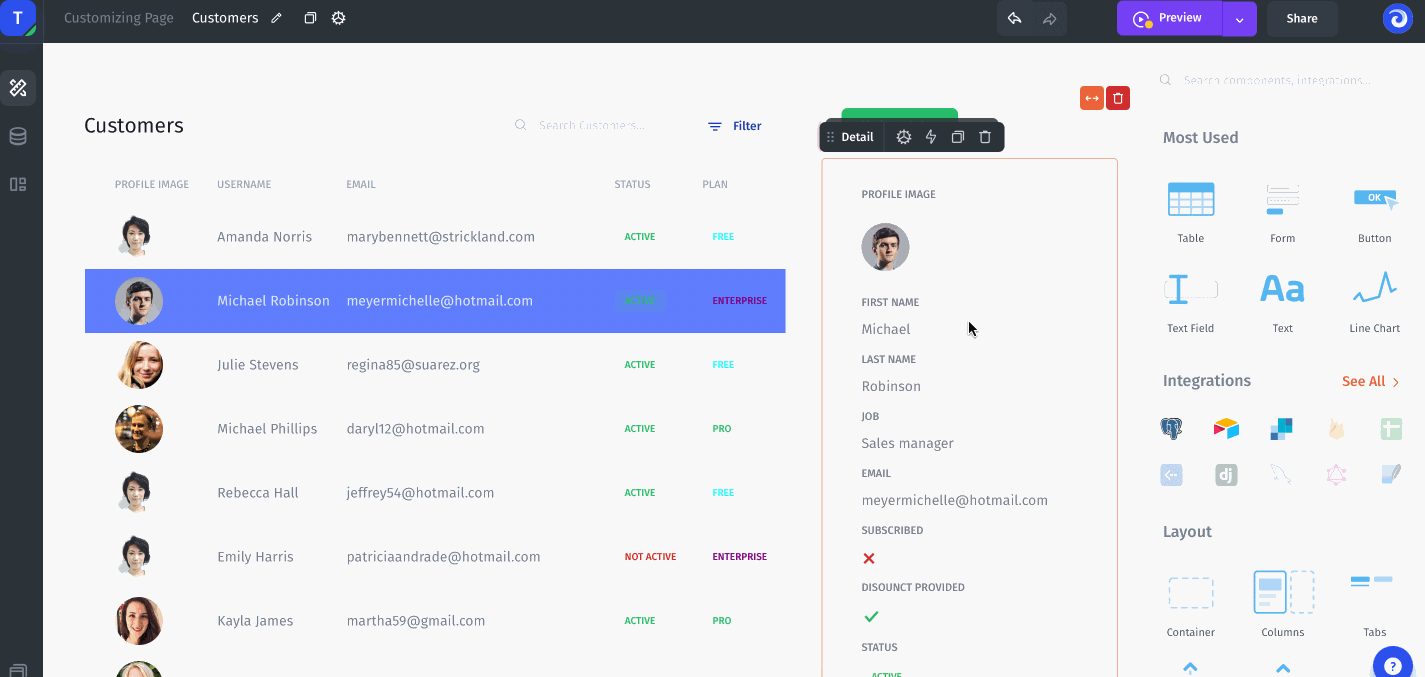 T
Customizing Page
Customers
Preview
Share
Customers
Search Customers...
Filter
PROFILE IMAGE USERNAME EMAIL STATUS PLAN
Amanda Norris marybennett@strickland.com ACTIVE FREE
Michael Robinson meyermichelle@hotmail.com ACTIVE ENTERPRISE
Julie Stevens regina85@suarez.org ACTIVE FREE
Michael Phillips daryl12@hotmail.com ACTIVE PRO
Rebecca Hall jeffrey54@hotmail.com ACTIVE FREE
Emily Harris patriciaandrade@hotmail.com NOT ACTIVE ENTERPRISE
Kayla James martha59@gmail.com ACTIVE PRO
Detail
PROFILE IMAGE
FIRST NAME
Michael
LAST NAME
Robinson
JOB
Sales manager
EMAIL
meyermichelle@hotmail.com
SUBSCRIBED
DISOUNCT PROVIDED
STATUS
ACTIVE
Search components, integrations...
Most Used
OK
Table Form Button
Aa
Text Field Text Line Chart
Integrations See All
dj
Layout
Container Columns Tabs
?